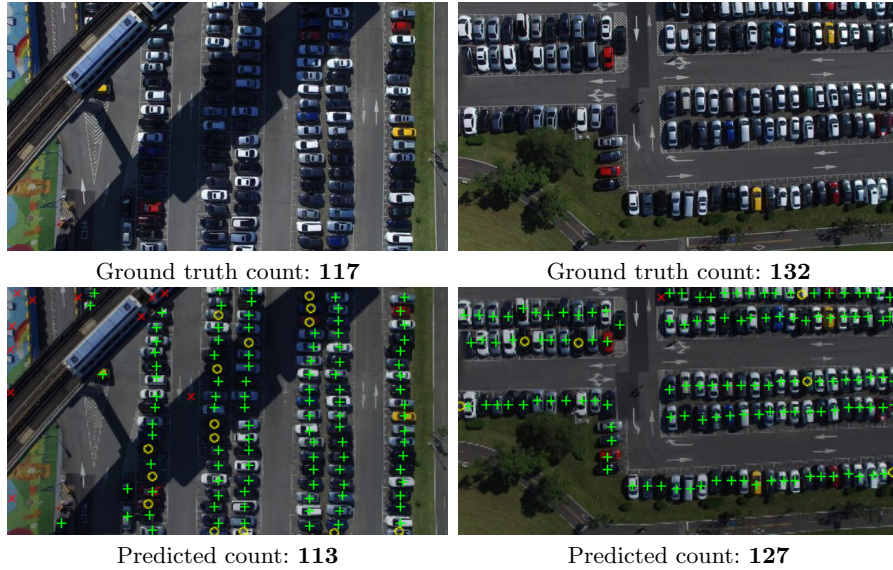 Ground truth count: 117
Ground truth count: 132
Predicted count: 113
Predicted count: 127